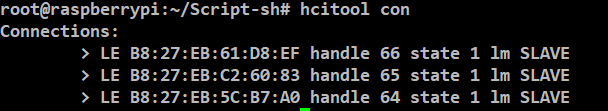 root@raspberrypi:~/Script-sh# hcitool con
Connections:
> LE B8:27:EB:61:D8:EF handle 66 state 1 lm SLAVE
> LE B8:27:EB:C2:60:83 handle 65 state 1 lm SLAVE
> LE B8:27:EB:5C:B7:A0 handle 64 state 1 lm SLAVE